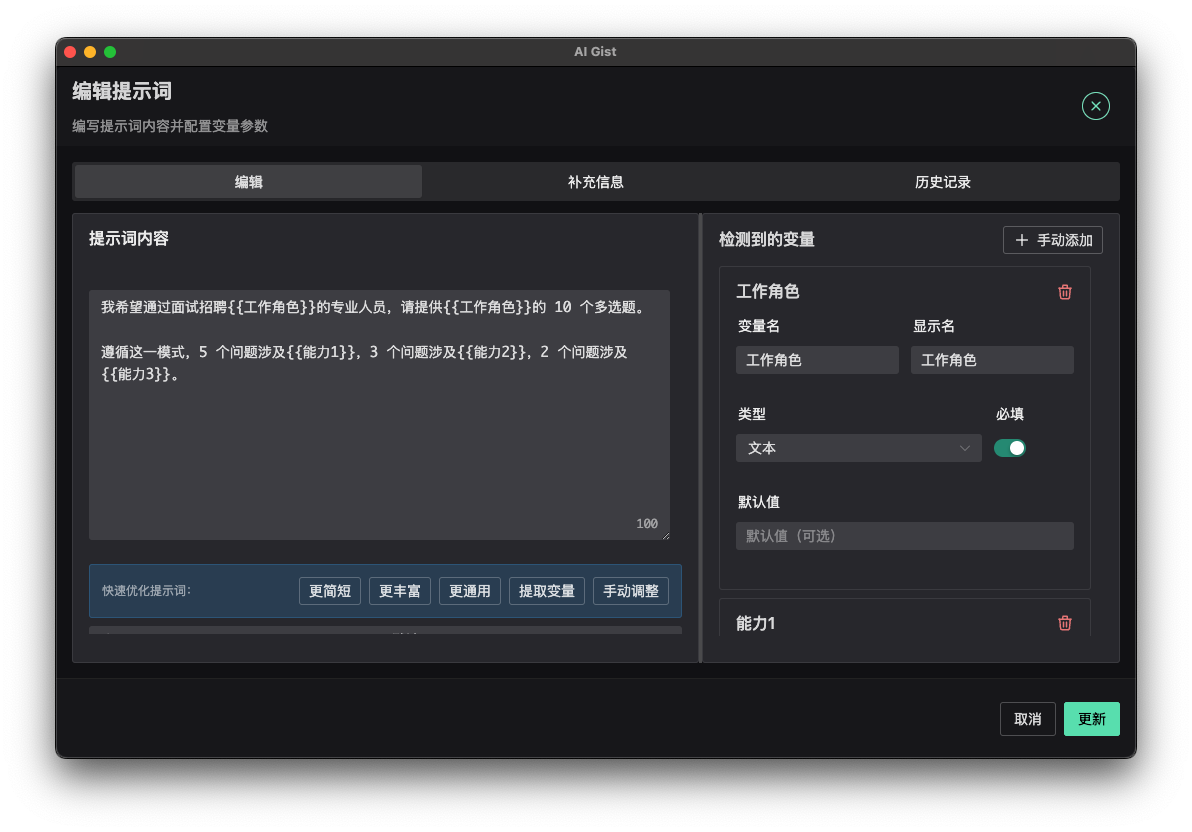 AI Gist
编辑提示词
编写提示词内容并配置变量参数
编辑
补充信息
历史记录
提示词内容
我希望通过面试招聘{{工作角色}}的专业人员，请提供{{工作角色}}的 10 个多选题。
遵循这一模式，5 个问题涉及{{能力1}}，3 个问题涉及{{能力2}}，2 个问题涉及
{{能力3}}。
100
快速优化提示词:
更简短
更丰富
更通用
提取变量
手动调整
检测到的变量
手动添加
工作角色
变量名
显示名
工作角色
工作角色
类型
必填
文本
默认值
默认值（可选）
能力1
取消
更新